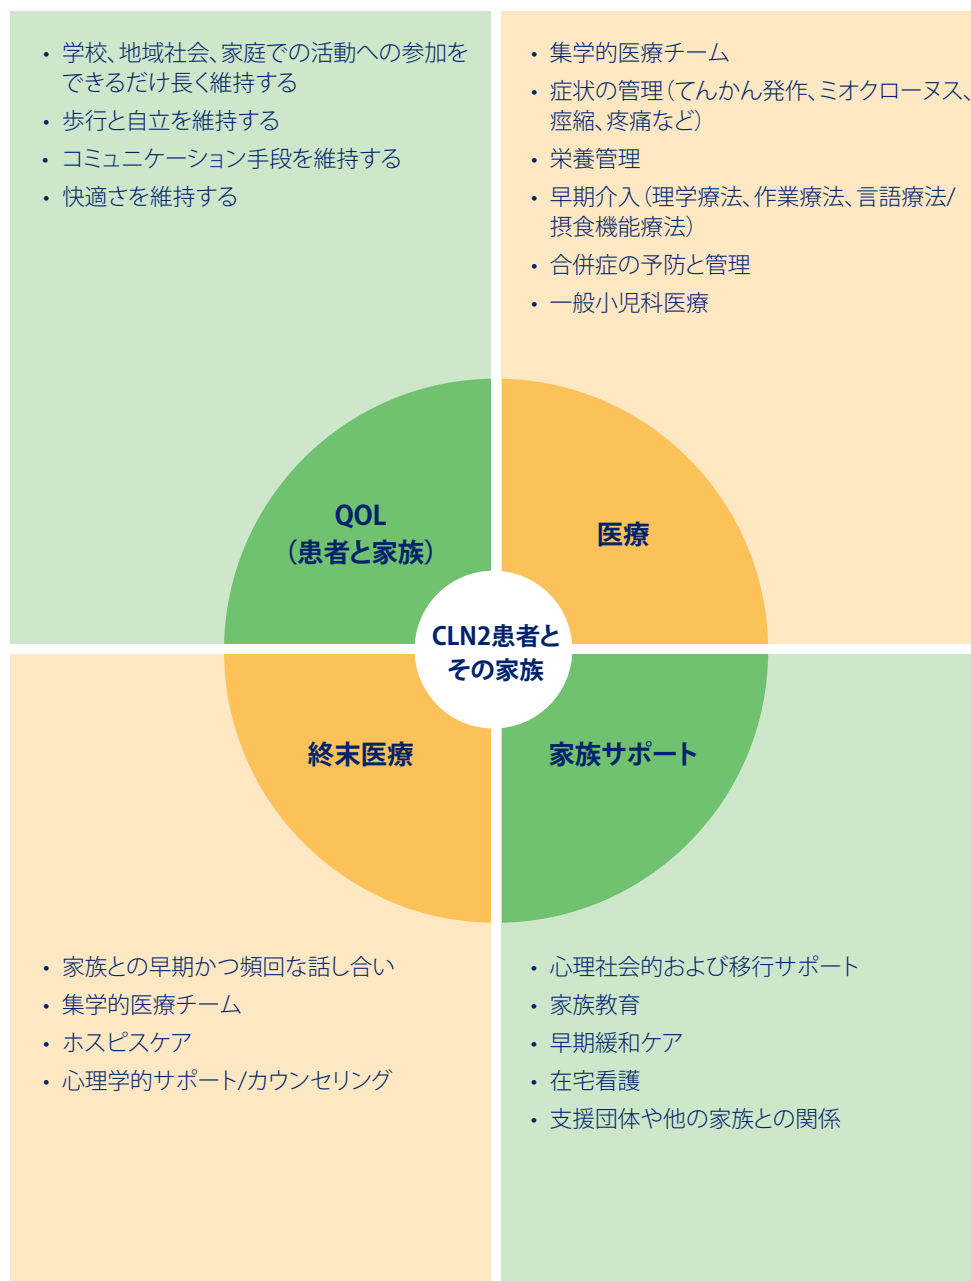 • 学校、地域社会、家庭での活動への参加を
できるだけ長く維持する
• 歩行と自立を維持する
• コミュニケーション手段を維持する
• 快適さを維持する
• 集学的医療チーム
• 症状の管理（てんかん発作、ミオクローヌス、
痙縮、疼痛など）
• 栄養管理
• 早期介入（理学療法、作業療法、言語療法/
摂食機能療法）
• 合併症の予防と管理
• 一般小児科医療
QOL
（患者と家族）
医療
CLN2患者と
その家族
終末医療
家族サポート
• 家族との早期かつ頻回な話し合い
• 集学的医療チーム
• ホスピスケア
• 心理学的サポート/カウンセリング
• 心理社会的および移行サポート
• 家族教育
• 早期緩和ケア
• 在宅看護
• 支援団体や他の家族との関係